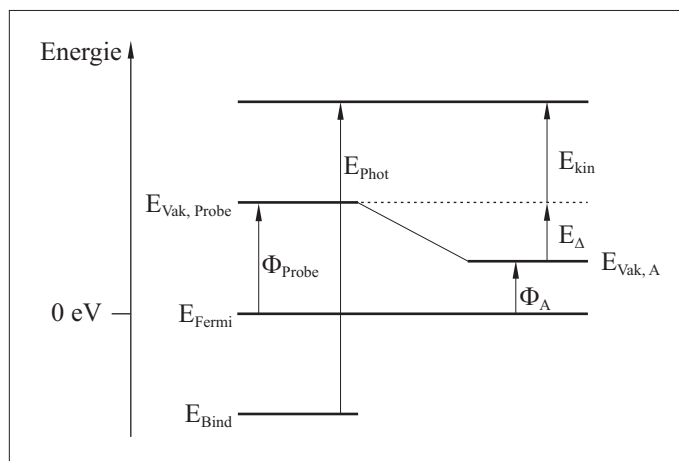 Energie
E_Phot
E_kin
E_Vak, Probe
E_Δ
Φ_Probe
E_Vak, A
Φ_A
0 eV
E_Fermi
E_Bind